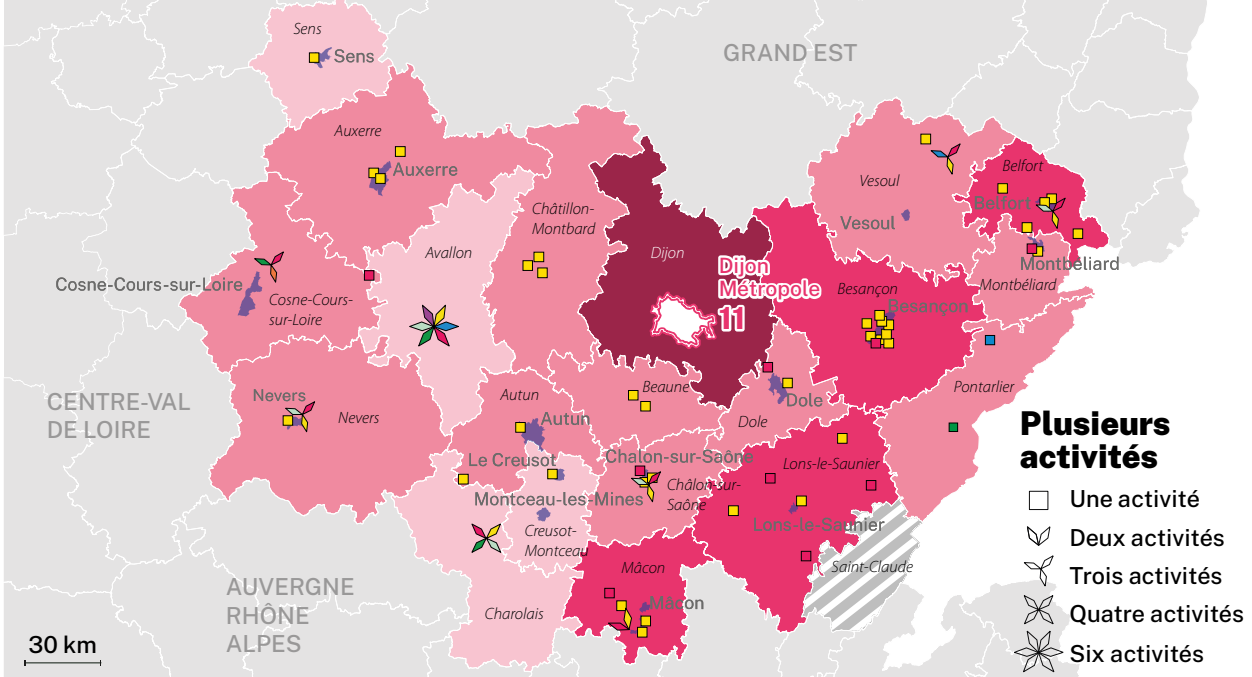 Sens
Sens
GRAND EST
Auxerre
Auxerre
Châtillon-
Montbard
Avallon
Dijon
Dijon
Métropole
11
Vesoul
Vesoul
Belfort
Belfort
Montbéliard
Montbéliard
Cosne-Cours-sur-Loire
Cosne-Cours-
sur-Loire
Besançon
Besançon
Pontarlier
CENTRE-VAL
DE LOIRE
Nevers
Nevers
Autun
Autun
Beaune
Dole
Dole
Le Creusot
Montceau-les-Mines
Creusot-
Montceau
Chalon-sur-Saône
Châlon-sur-
Saône
Lons-le-Saunier
Lons-le-Saunier
Saint-Claude
Mâcon
Mâcon
Charolais
AUVERGNE
RHÔNE
ALPES
30 km
Plusieurs
activités
Une activité
Deux activités
Trois activités
Quatre activités
Six activités